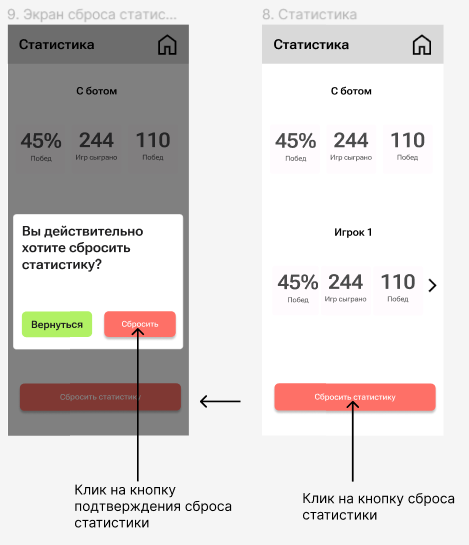 9. Экран сброса статис...
Статистика
С ботом
45% 244 110
Побед Игр сыграно Побед
Вы действительно
хотите сбросить
статистику?
Вернуться Сбросить
Сбросить статистику
Клик на кнопку
подтверждения сброса
статистики
8. Статистика
Статистика
С ботом
45% 244 110
Побед Игр сыграно Побед
Игрок 1
45% 244 110
Побед Игр сыграно Побед
Сбросить статистику
Клик на кнопку сброса
статистики